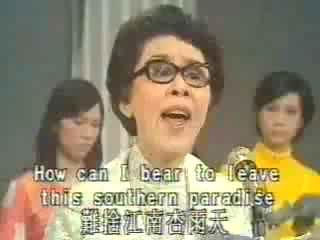 How can I bear to leave
this southern paradise
難捨江南杏雨天